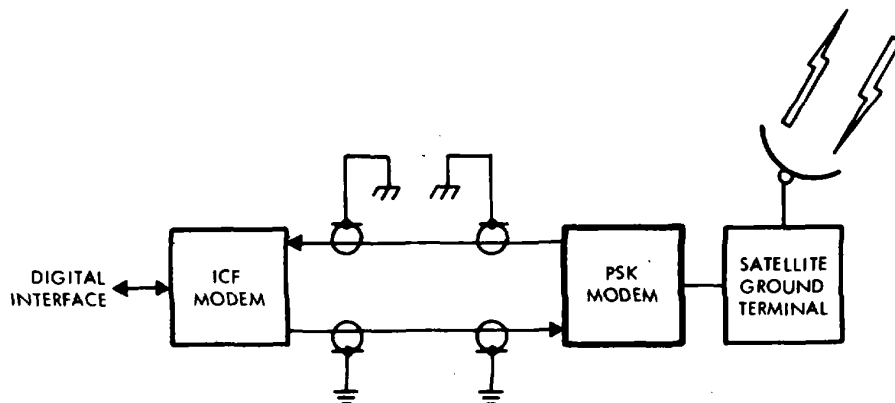 DIGITAL
INTERFACE
ICF
MODEM
PSK
MODEM
SATELLITE
GROUND
TERMINAL